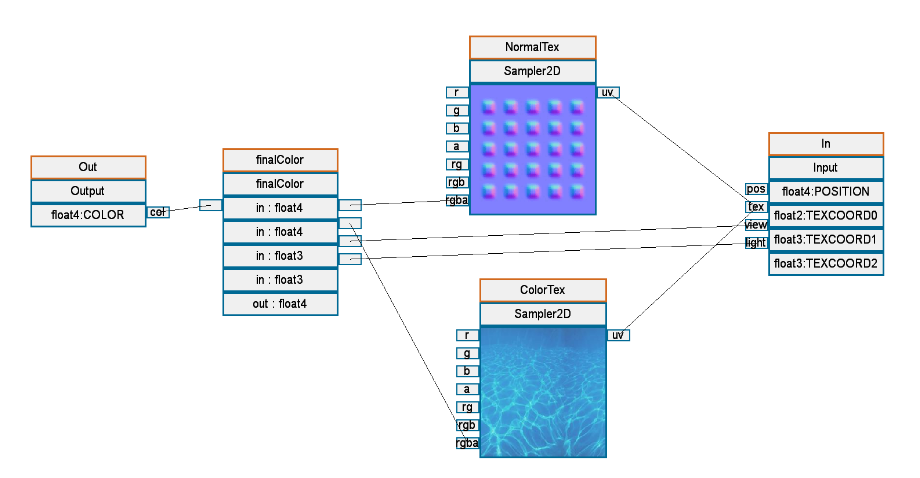 Out
Output
float4:COLOR
col
finalColor
finalColor
in : float4
in : float4
in : float3
in : float3
out : float4
NormalTex
Sampler2D
r
g
b
a
rg
rgb
rgba
uv
ColorTex
Sampler2D
r
g
b
a
rg
rgb
rgba
uv
In
Input
pos
float4:POSITION
tex
float2:TEXCOORD0
view
float3:TEXCOORD1
light
float3:TEXCOORD2